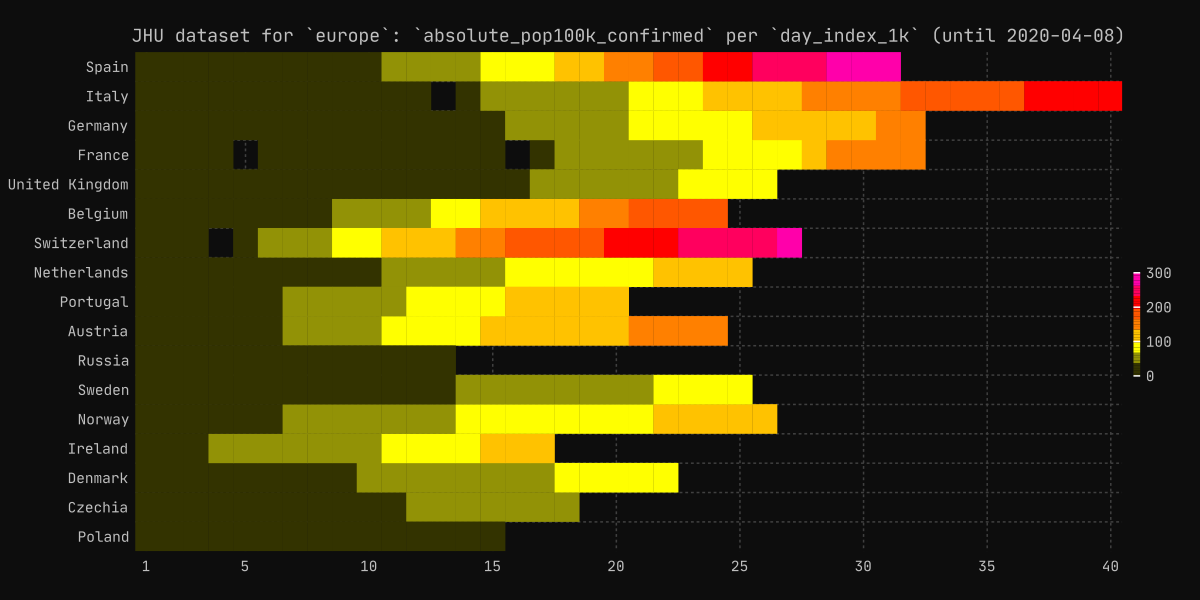 JHU dataset for `europe`: `absolute_pop100k_confirmed` per `day_index_1k` (until 2020-04-08)
Spain
Italy
Germany
France
United Kingdom
Belgium
Switzerland
Netherlands
Portugal
Austria
Russia
Sweden
Norway
Ireland
Denmark
Czechia
Poland
1 5 10 15 20 25 30 35 40
300
200
100
0